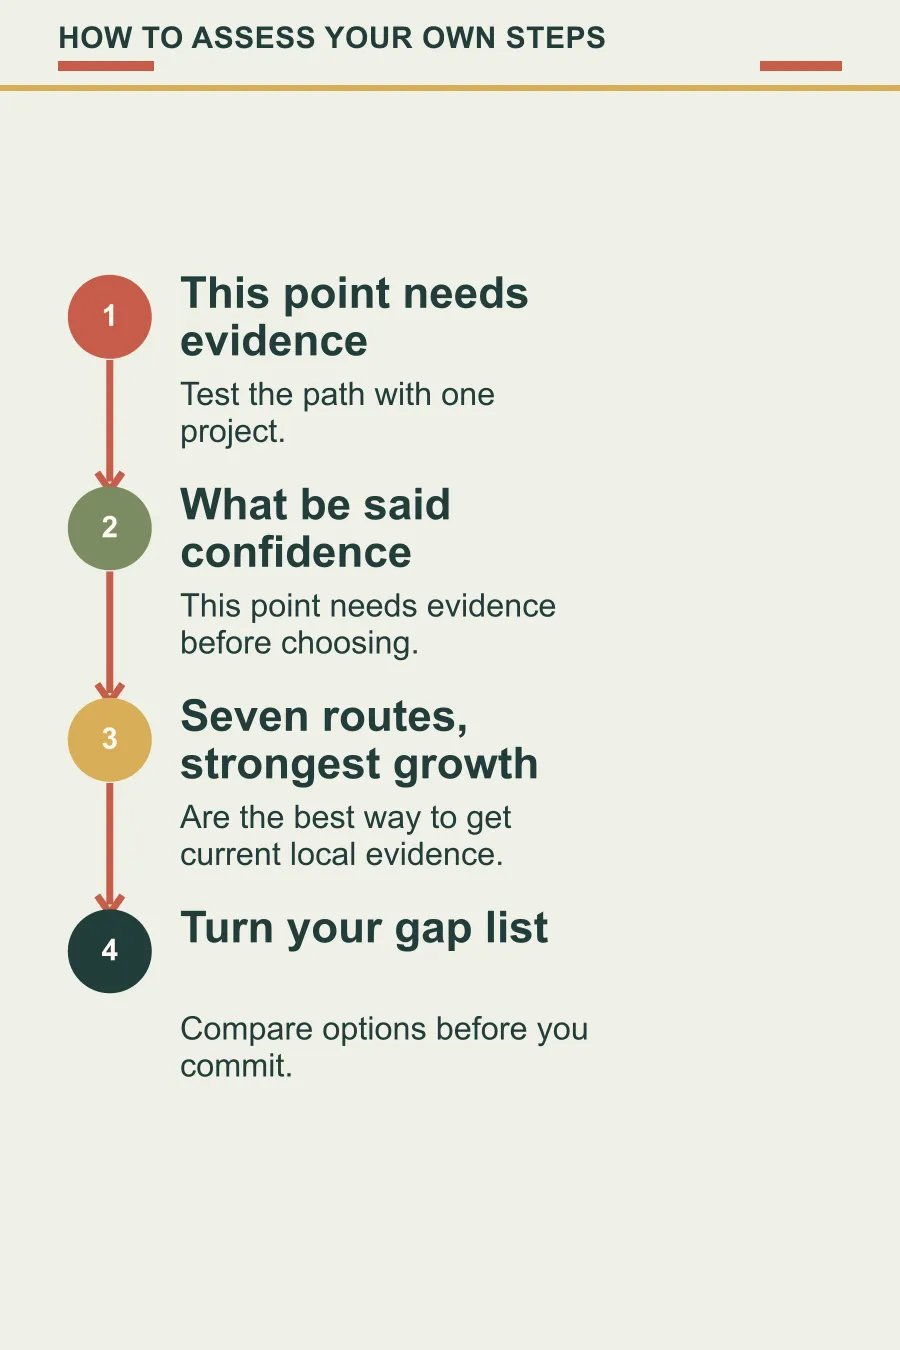 HOW TO ASSESS YOUR OWN STEPS
1
This point needs
evidence
Test the path with one
project.
2
What be said
confidence
This point needs evidence
before choosing.
3
Seven routes,
strongest growth
Are the best way to get
current local evidence.
4
Turn your gap list
Compare options before you
commit.